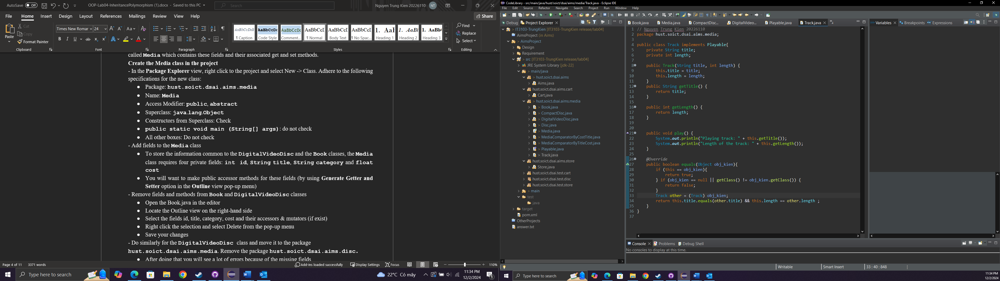 AutoSave Off OOP-Lab04-InheritancePolymorphism (1).docx - Saved to this PC Search Nguyen Trung Kien 20226110 NT
File Home Insert Design Layout References Mailings Review View Help Share
Paste Cut Copy Format Painter
Times New Roman 24
AaBbCcDdE AaBbCcDc AaBbCcDc AaBbCcI AaBbCcI AaBbCcI 1. AaI 1. AaBl 1. AaBb
¶ Caption Code Style Comment... ¶ Normal Body Text ¶ No Spac... Heading 1 Heading 2 Heading 3
Find
Replace
Select
Clipboard Font Paragraph Styles Editing
called Media which contains these fields and their associated get and set methods.
Create the Media class in the project
- In the Package Explorer view, right click to the project and select New -> Class. Adhere to the following
specifications for the new class:
● Package: hust.soict.dsai.aims.media
● Name: Media
● Access Modifier: public, abstract
● Superclass: java.lang.Object
● Constructors from Superclass: Check
● public static void main (String[] args): do not check
● All other boxes: Do not check
- Add fields to the Media class
● To store the information common to the DigitalVideoDisc and the Book classes, the Media
class requires four private fields: int id, String title, String category and float
cost
● You will want to make public accessor methods for these fields (by using Generate Getter and
Setter option in the Outline view pop-up menu)
- Remove fields and methods from Book and DigitalVideoDisc classes
● Open the Book.java in the editor
● Locate the Outline view on the right-hand side
● Select the fields id, title, category, cost and their accessors & mutators (if exist)
● Right click the selection and select Delete from the pop-up menu
● Save your changes
- Do similarly for the DigitalVideoDisc class and move it to the package
hust.soict.dsai.aims.media. Remove the package hust.soict.dsai.aims.disc.
● After doing that you will see a lot of errors because of the missing fields
Page 4 of 11 3371 words Add-ins loaded successfully Display Settings Focus 110%
Type here to search 22°C Có mây 11:34 PM
12/2/2024
CodeLibrary - src/main/java/hust/soict/dsai/aims/media/Track.java - Eclipse IDE
File Edit Source Refactor Navigate Search Project Run Window Help
Debug Project Explorer
> IT3103-TrungKien [IT3103-TrungKien release/lab04]
AimsProject (in Aims)
> AimsProject
Design
Requirement
> src [IT3103-TrungKien release/lab04]
JRE System Library [jdk-22]
> main/java
> hust.soict.dsai.aims
Aims.java
hust.soict.dsai.aims.cart
Cart.java
> hust.soict.dsai.aims.media
> Book.java
> CompactDisc.java
> DigitalVideoDisc.java
> Disc.java
> Media.java
> MediaComparatorByCostTitle.java
> MediaComparatorByTitleCost.java
> Playable.java
> Track.java
hust.soict.dsai.aims.store
Store.java
hust.soict.dsai.test.cart
hust.soict.dsai.test.disc
hust.soict.dsai.test.store
> main
test
java
target
pom.xml
OtherProjects
answer.txt
Book.java Media.java CompactDisc... DigitalVideo... Playable.java Track.java
1 // Nguyen Trung Kien 20226110
2 package hust.soict.dsai.aims.media;
3
4 public class Track implements Playable{
5 private String title;
6 private int length;
7
8 public Track(String title, int length) {
9 this.title = title;
10 this.length = length;
11 }
12 public String getTitle() {
13 return title;
14 }
15
16 public int getLength() {
17 return length;
18 }
19
20
21 public void play() {
22 System.out.println("Playing track: " + this.getTitle());
23 System.out.println("Length of the track: " + this.getLength());
24 }
25
26 @Override
27 public boolean equals(Object obj_kien){
28 if (this == obj_kien){
29 return true;
30 } if (obj_kien == null || getClass() != obj_kien.getClass()) {
31 return false;
32 }
33 Track other = (Track) obj_kien;
34 return this.title.equals(other.title) && this.length == other.length ;
35 }
36 }
37
Variables Breakpoints Expressions
Console Problems Debug Shell
No consoles to display at this time.
Writable Smart Insert 33 : 40 : 848
Type here to search 11:34 PM
12/2/2024